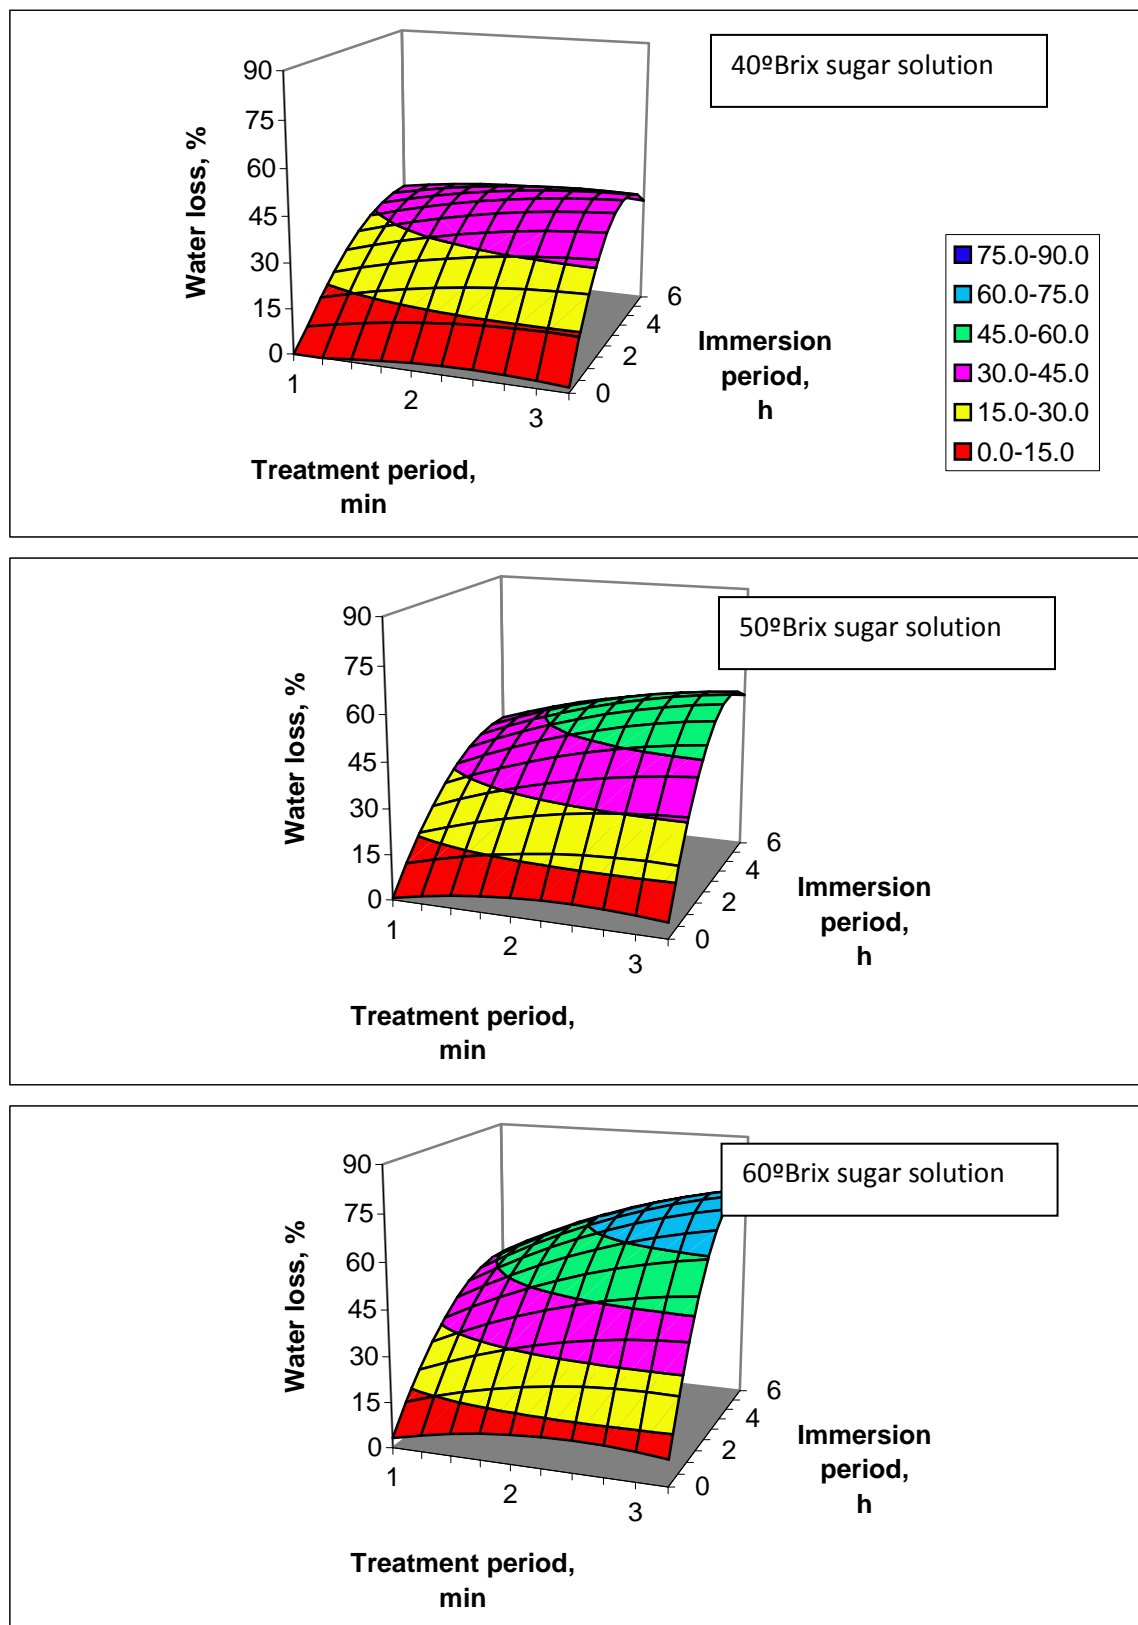 40ºBrix sugar solution
90
75
60
45
30
15
0
Water loss, %
1
2
3
Treatment period,
min
0
2
4
6
Immersion
period,
h
75.0-90.0
60.0-75.0
45.0-60.0
30.0-45.0
15.0-30.0
0.0-15.0
50ºBrix sugar solution
90
75
60
45
30
15
0
Water loss, %
1
2
3
Treatment period,
min
0
2
4
6
Immersion
period,
h
60ºBrix sugar solution
90
75
60
45
30
15
0
Water loss, %
1
2
3
Treatment period,
min
0
2
4
6
Immersion
period,
h